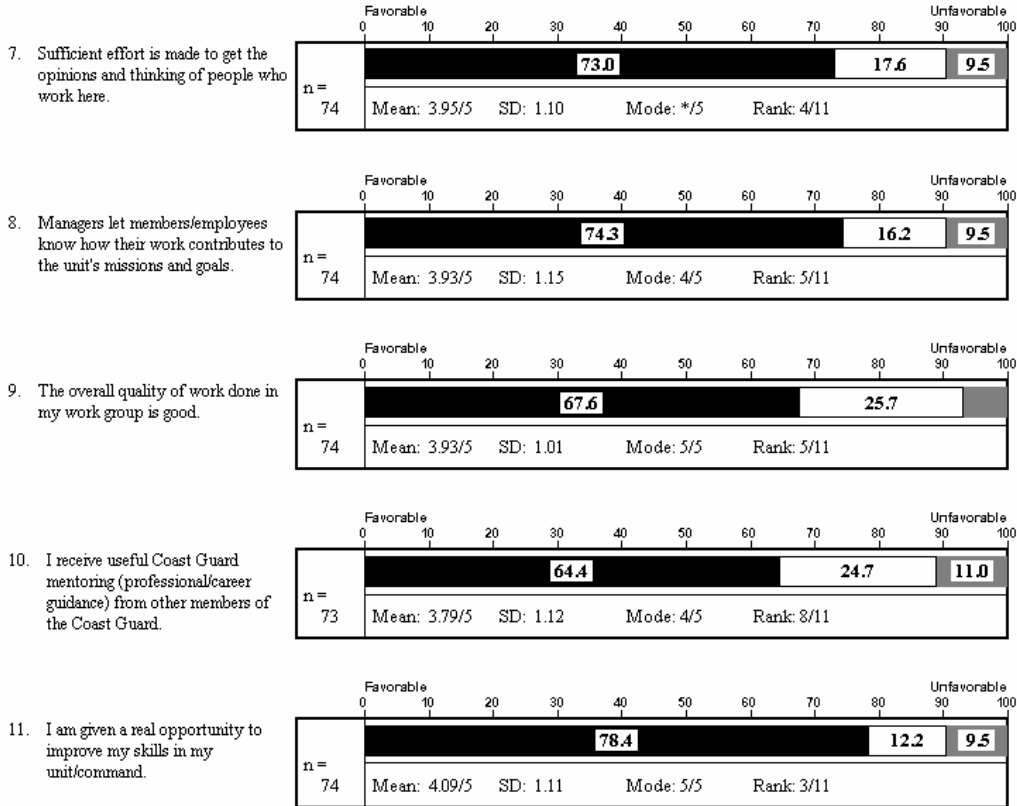 Favorable Unfavorable
0 10 20 30 40 50 60 70 80 90 100
7. Sufficient effort is made to get the
opinions and thinking of people who
work here.
73.0 17.6 9.5
n =
74 Mean: 3.95/5 SD: 1.10 Mode: */5 Rank: 4/11
Favorable Unfavorable
0 10 20 30 40 50 60 70 80 90 100
8. Managers let members/employees
know how their work contributes to
the unit's missions and goals.
74.3 16.2 9.5
n =
74 Mean: 3.93/5 SD: 1.15 Mode: 4/5 Rank: 5/11
Favorable Unfavorable
0 10 20 30 40 50 60 70 80 90 100
9. The overall quality of work done in
my work group is good.
67.6 25.7
n =
74 Mean: 3.93/5 SD: 1.01 Mode: 5/5 Rank: 5/11
Favorable Unfavorable
0 10 20 30 40 50 60 70 80 90 100
10. I receive useful Coast Guard
mentoring (professional/career
guidance) from other members of
the Coast Guard.
64.4 24.7 11.0
n =
73 Mean: 3.79/5 SD: 1.12 Mode: 4/5 Rank: 8/11
Favorable Unfavorable
0 10 20 30 40 50 60 70 80 90 100
11. I am given a real opportunity to
improve my skills in my
unit/command.
78.4 12.2 9.5
n =
74 Mean: 4.09/5 SD: 1.11 Mode: 5/5 Rank: 3/11